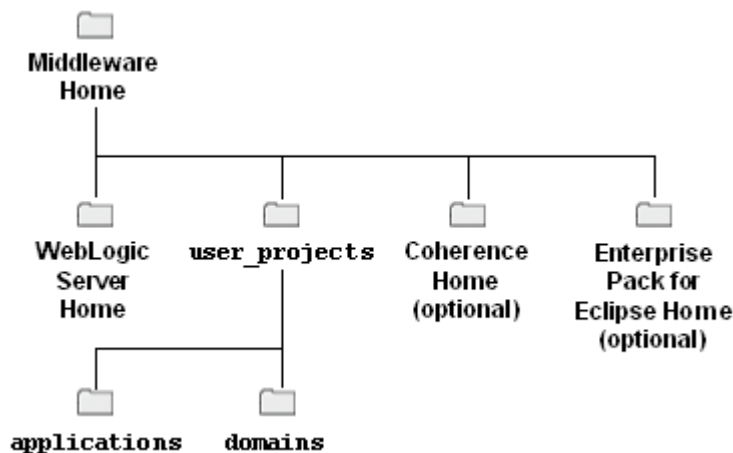 Middleware
Home
WebLogic
Server
Home
user_projects
Coherence
Home
(optional)
Enterprise
Pack for
Eclipse Home
(optional)
applications
domains